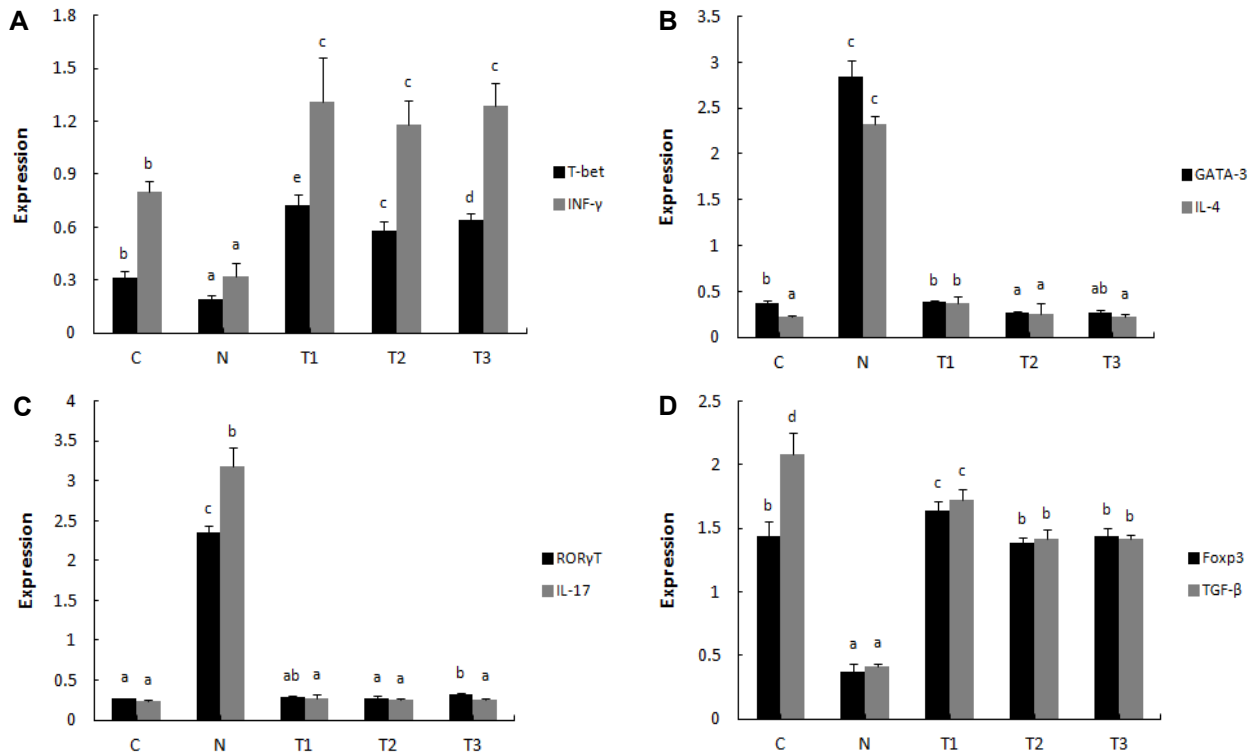 A
Expression
1.8
1.5
1.2
0.9
0.6
0.3
0
b
b
a
a
e
c
c
c
d
c
C
N
T1
T2
T3
T-bet
INF-γ
B
Expression
3.5
3
2.5
2
1.5
1
0.5
0
b
a
c
c
b
b
a
a
ab
a
C
N
T1
T2
T3
GATA-3
IL-4
C
Expression
4
3.5
3
2.5
2
1.5
1
0.5
0
a
a
c
b
ab
a
a
a
b
a
C
N
T1
T2
T3
RORγT
IL-17
D
Expression
2.5
2
1.5
1
0.5
0
b
d
a
a
c
c
b
b
b
b
C
N
T1
T2
T3
Foxp3
TGF-β